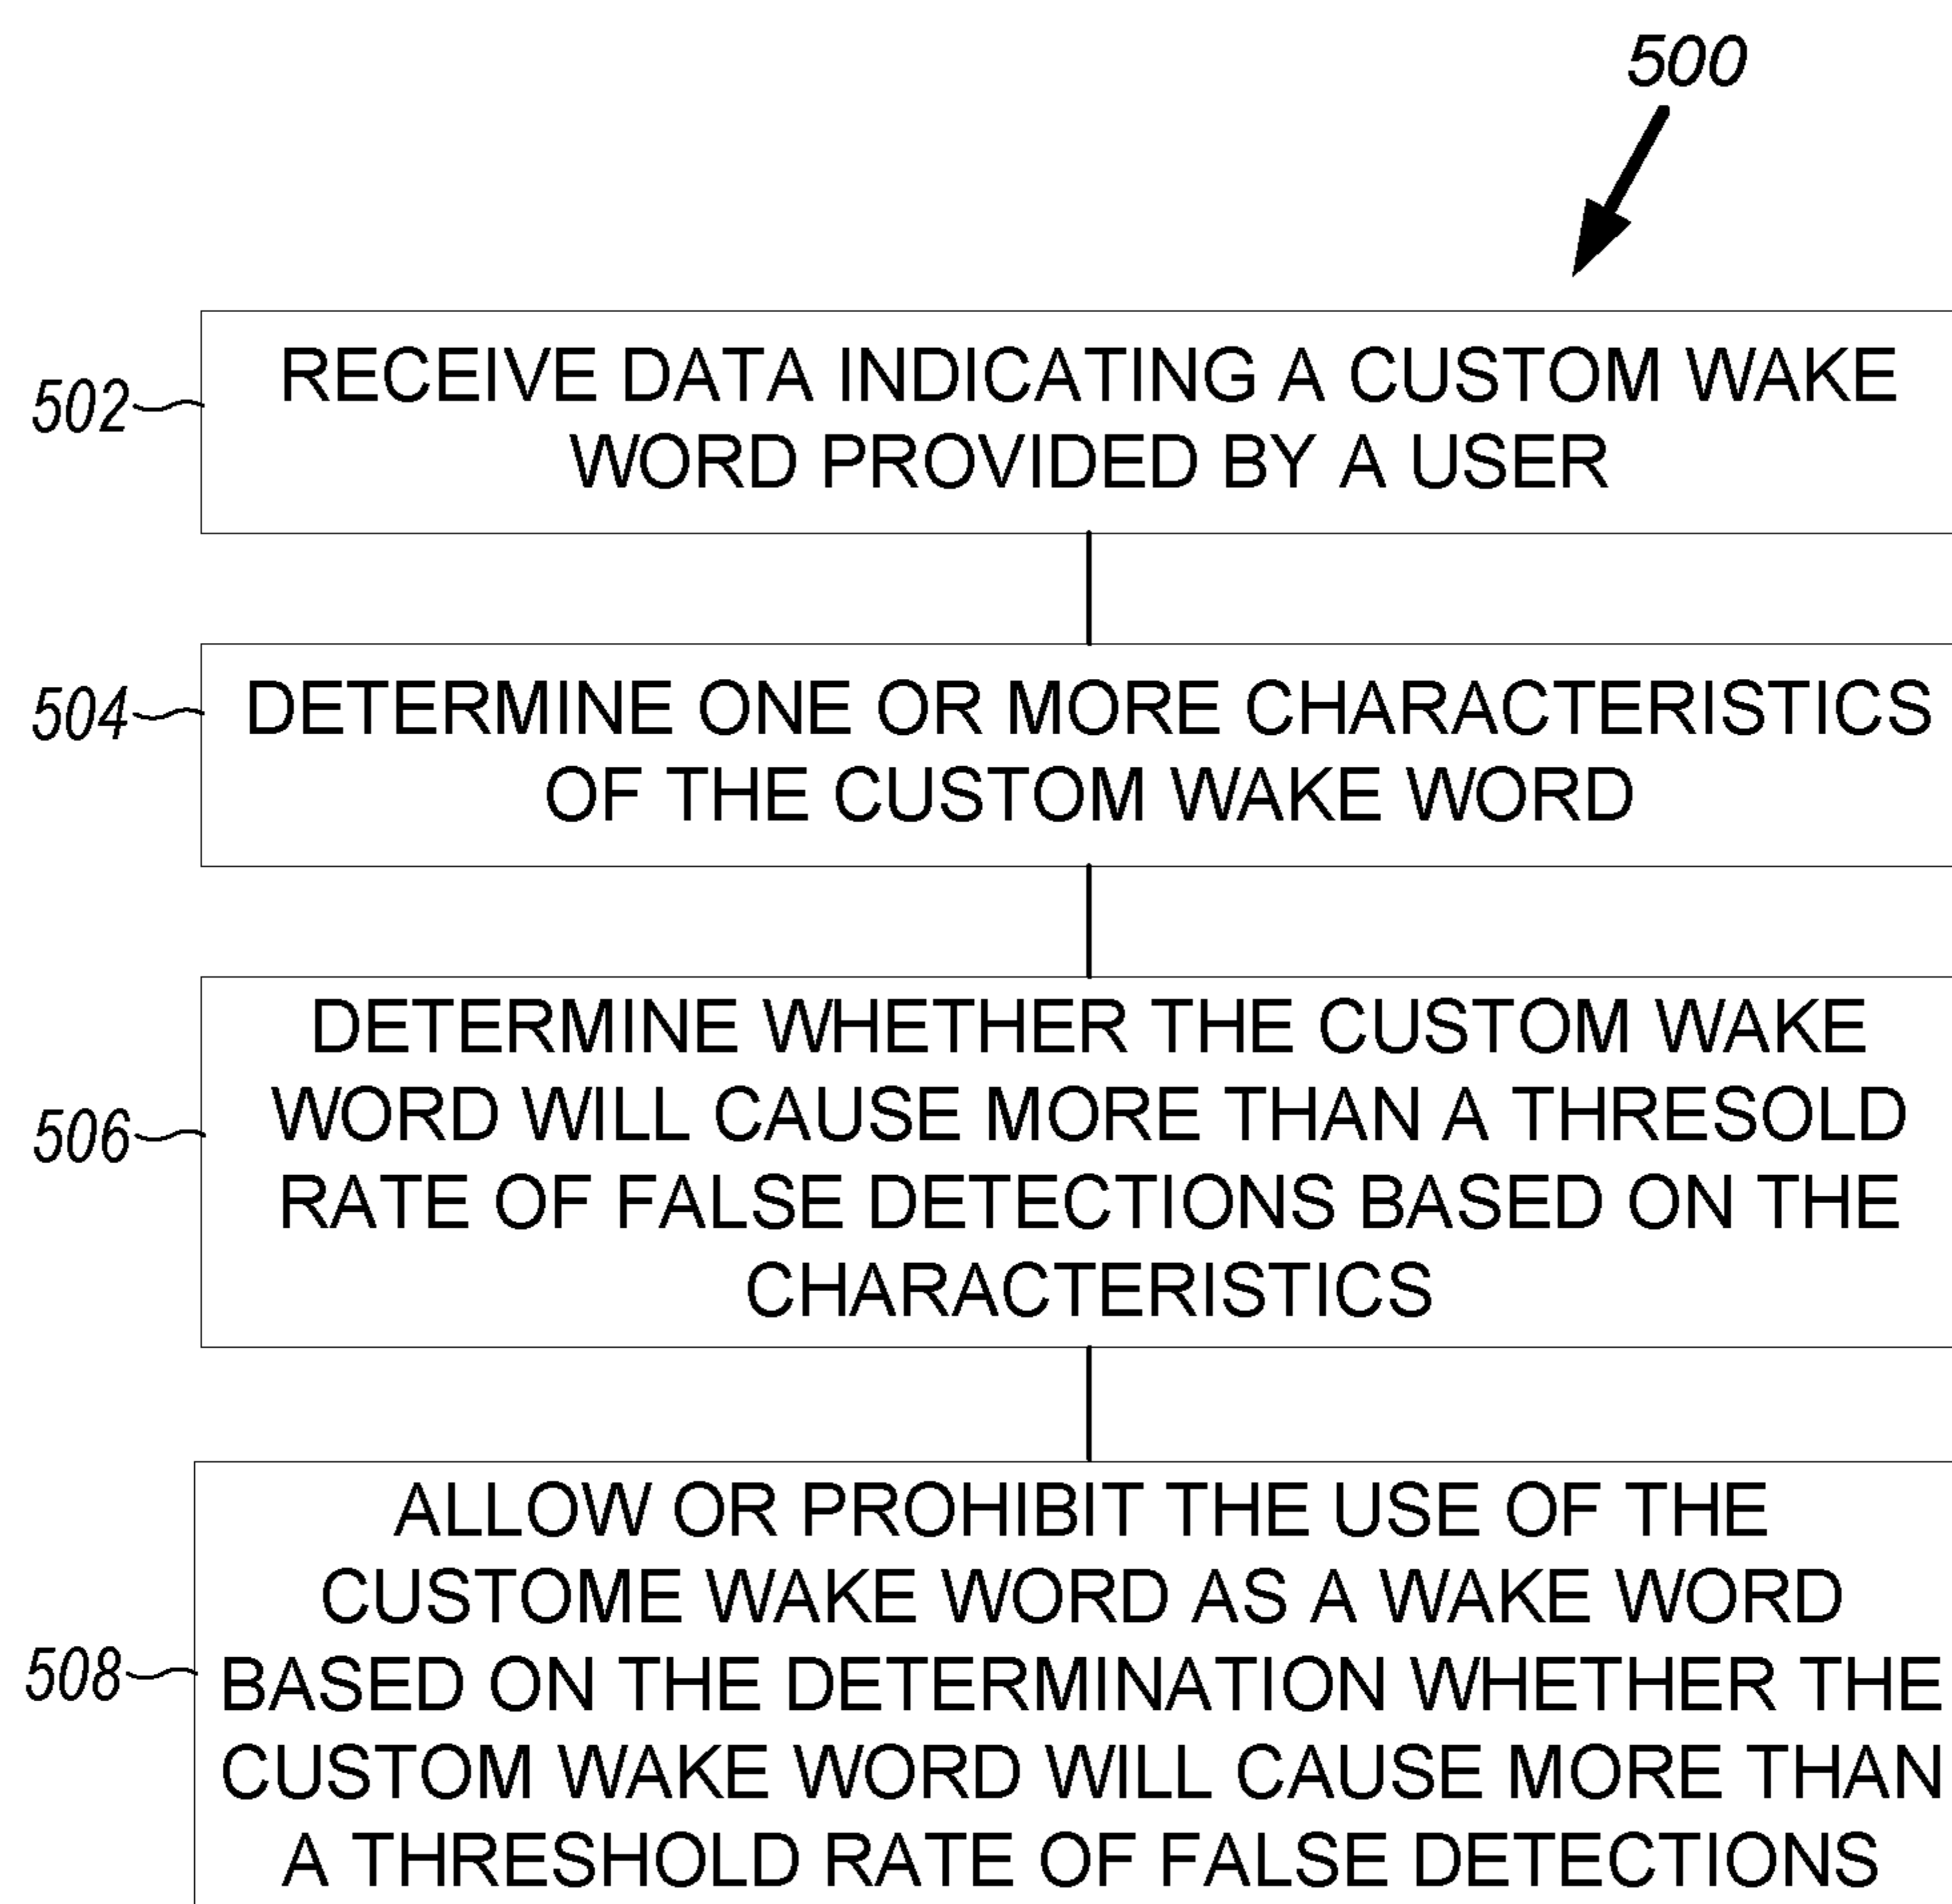 500
502
RECEIVE DATA INDICATING A CUSTOM WAKE
WORD PROVIDED BY A USER
504
DETERMINE ONE OR MORE CHARACTERISTICS
OF THE CUSTOM WAKE WORD
506
DETERMINE WHETHER THE CUSTOM WAKE
WORD WILL CAUSE MORE THAN A THRESOLD
RATE OF FALSE DETECTIONS BASED ON THE
CHARACTERISTICS
508
ALLOW OR PROHIBIT THE USE OF THE
CUSTOME WAKE WORD AS A WAKE WORD
BASED ON THE DETERMINATION WHETHER THE
CUSTOM WAKE WORD WILL CAUSE MORE THAN
A THRESHOLD RATE OF FALSE DETECTIONS